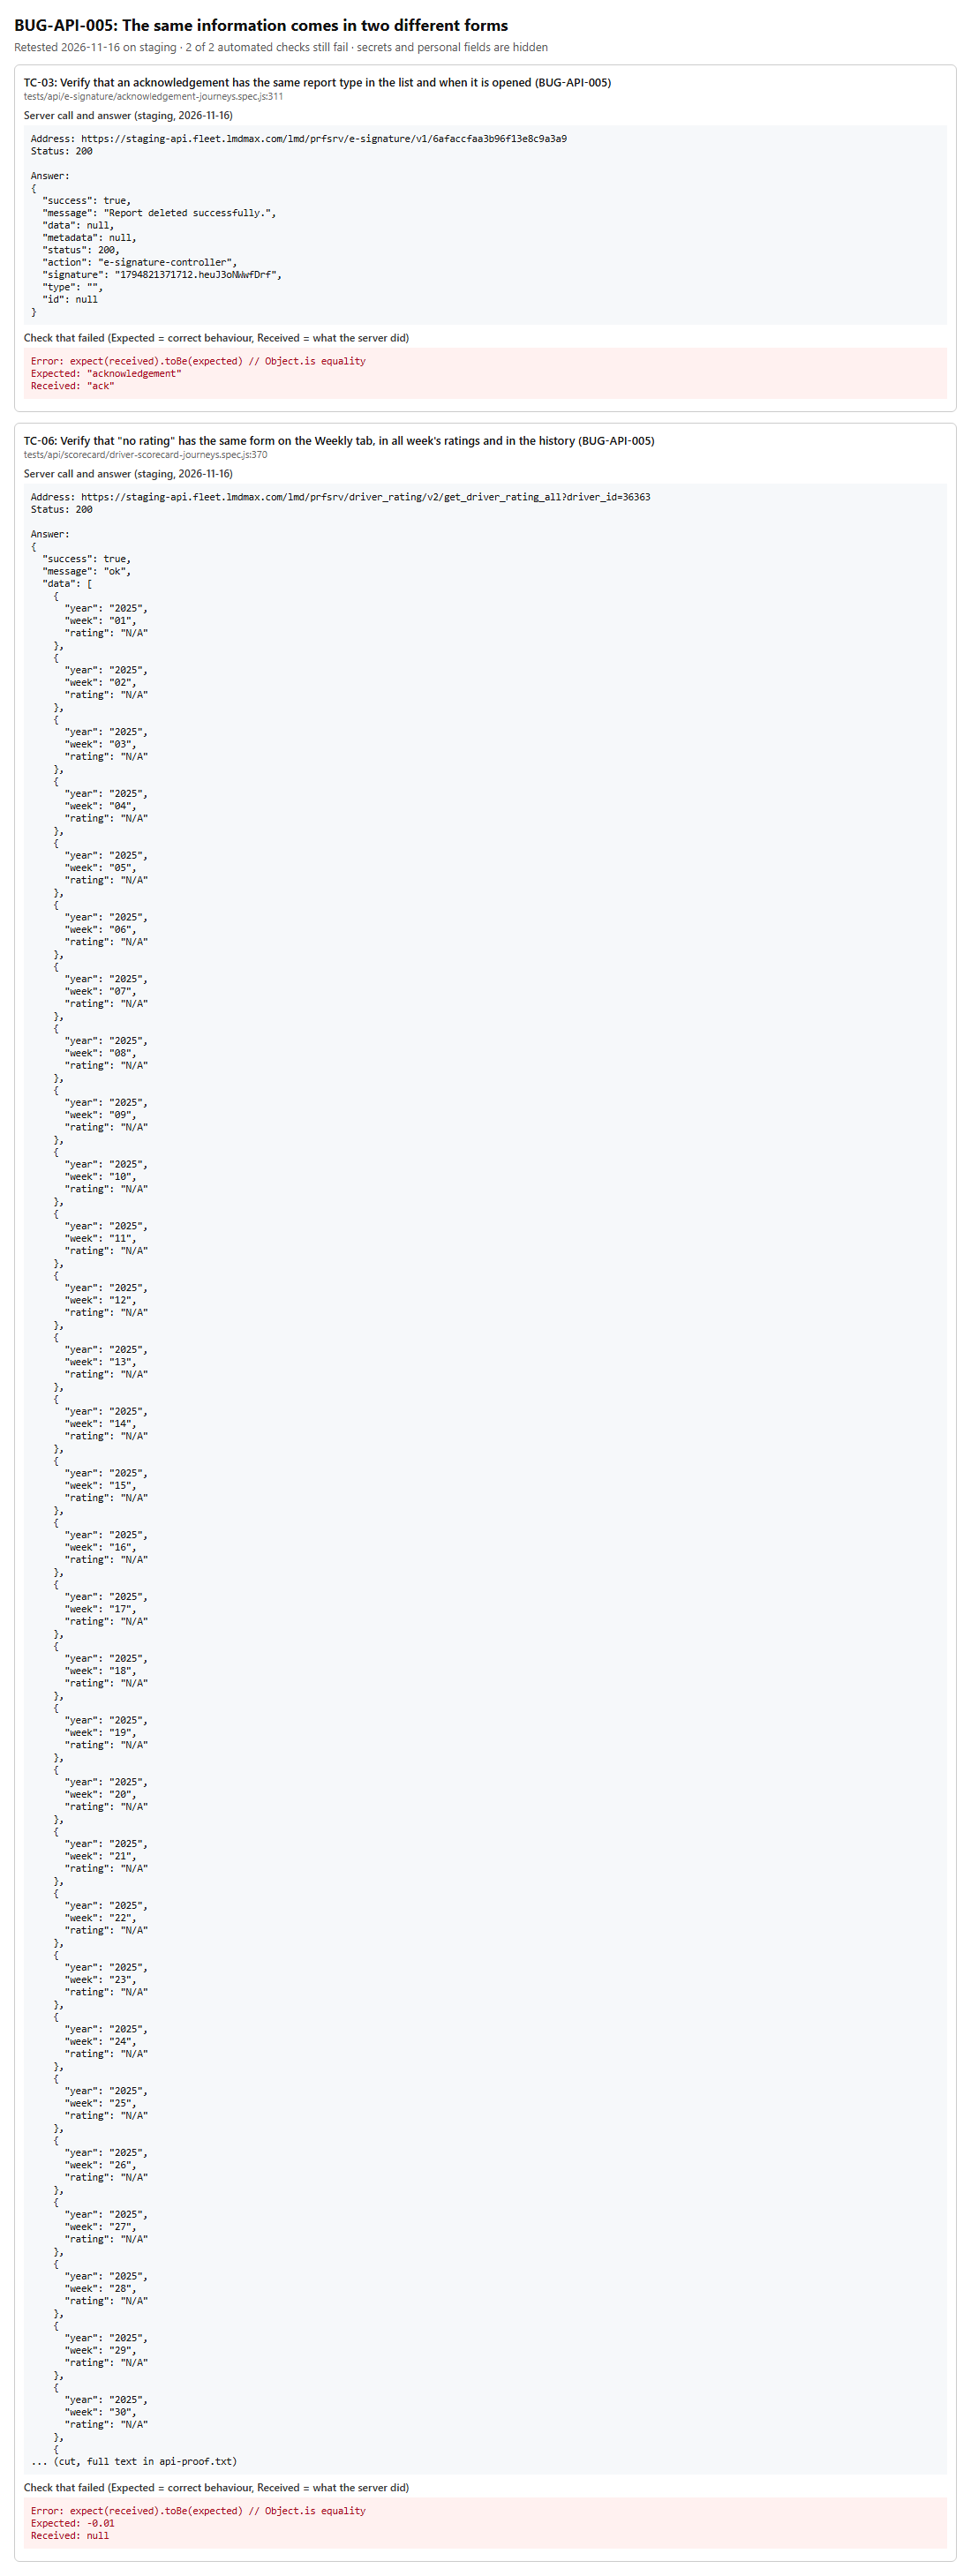 BUG-API-005: The same information comes in two different forms
Retested 2026-11-16 on staging · 2 of 2 automated checks still fail · secrets and personal fields are hidden
TC-03: Verify that an acknowledgement has the same report type in the list and when it is opened (BUG-API-005)
tests/api/e-signature/acknowledgement-journeys.spec.js:311
Server call and answer (staging, 2026-11-16)
Address: https://staging-api.fleet.lmdmax.com/lmd/prfsrv/e-signature/v1/6afaccfaa3b96f13e8c9a3a9
Status: 200
Answer:
{
"success": true,
"message": "Report deleted successfully.",
"data": null,
"metadata": null,
"status": 200,
"action": "e-signature-controller",
"signature": "1794821371712.heuJ3oNWwfDrf",
"type": "",
"id": null
}
Check that failed (Expected = correct behaviour, Received = what the server did)
Error: expect(received).toBe(expected) // Object.is equality
Expected: "acknowledgement"
Received: "ack"
TC-06: Verify that "no rating" has the same form on the Weekly tab, in all week's ratings and in the history (BUG-API-005)
tests/api/scorecard/driver-scorecard-journeys.spec.js:370
Server call and answer (staging, 2026-11-16)
Address: https://staging-api.fleet.lmdmax.com/lmd/prfsrv/driver_rating/v2/get_driver_rating_all?driver_id=36363
Status: 200
Answer:
{
"success": true,
"message": "ok",
"data": [
{
"year": "2025",
"week": "01",
"rating": "N/A"
},
{
"year": "2025",
"week": "02",
"rating": "N/A"
},
{
"year": "2025",
"week": "03",
"rating": "N/A"
},
{
"year": "2025",
"week": "04",
"rating": "N/A"
},
{
"year": "2025",
"week": "05",
"rating": "N/A"
},
{
"year": "2025",
"week": "06",
"rating": "N/A"
},
{
"year": "2025",
"week": "07",
"rating": "N/A"
},
{
"year": "2025",
"week": "08",
"rating": "N/A"
},
{
"year": "2025",
"week": "09",
"rating": "N/A"
},
{
"year": "2025",
"week": "10",
"rating": "N/A"
},
{
"year": "2025",
"week": "11",
"rating": "N/A"
},
{
"year": "2025",
"week": "12",
"rating": "N/A"
},
{
"year": "2025",
"week": "13",
"rating": "N/A"
},
{
"year": "2025",
"week": "14",
"rating": "N/A"
},
{
"year": "2025",
"week": "15",
"rating": "N/A"
},
{
"year": "2025",
"week": "16",
"rating": "N/A"
},
{
"year": "2025",
"week": "17",
"rating": "N/A"
},
{
"year": "2025",
"week": "18",
"rating": "N/A"
},
{
"year": "2025",
"week": "19",
"rating": "N/A"
},
{
"year": "2025",
"week": "20",
"rating": "N/A"
},
{
"year": "2025",
"week": "21",
"rating": "N/A"
},
{
"year": "2025",
"week": "22",
"rating": "N/A"
},
{
"year": "2025",
"week": "23",
"rating": "N/A"
},
{
"year": "2025",
"week": "24",
"rating": "N/A"
},
{
"year": "2025",
"week": "25",
"rating": "N/A"
},
{
"year": "2025",
"week": "26",
"rating": "N/A"
},
{
"year": "2025",
"week": "27",
"rating": "N/A"
},
{
"year": "2025",
"week": "28",
"rating": "N/A"
},
{
"year": "2025",
"week": "29",
"rating": "N/A"
},
{
"year": "2025",
"week": "30",
"rating": "N/A"
},
{
... (cut, full text in api-proof.txt)
Check that failed (Expected = correct behaviour, Received = what the server did)
Error: expect(received).toBe(expected) // Object.is equality
Expected: -0.01
Received: null